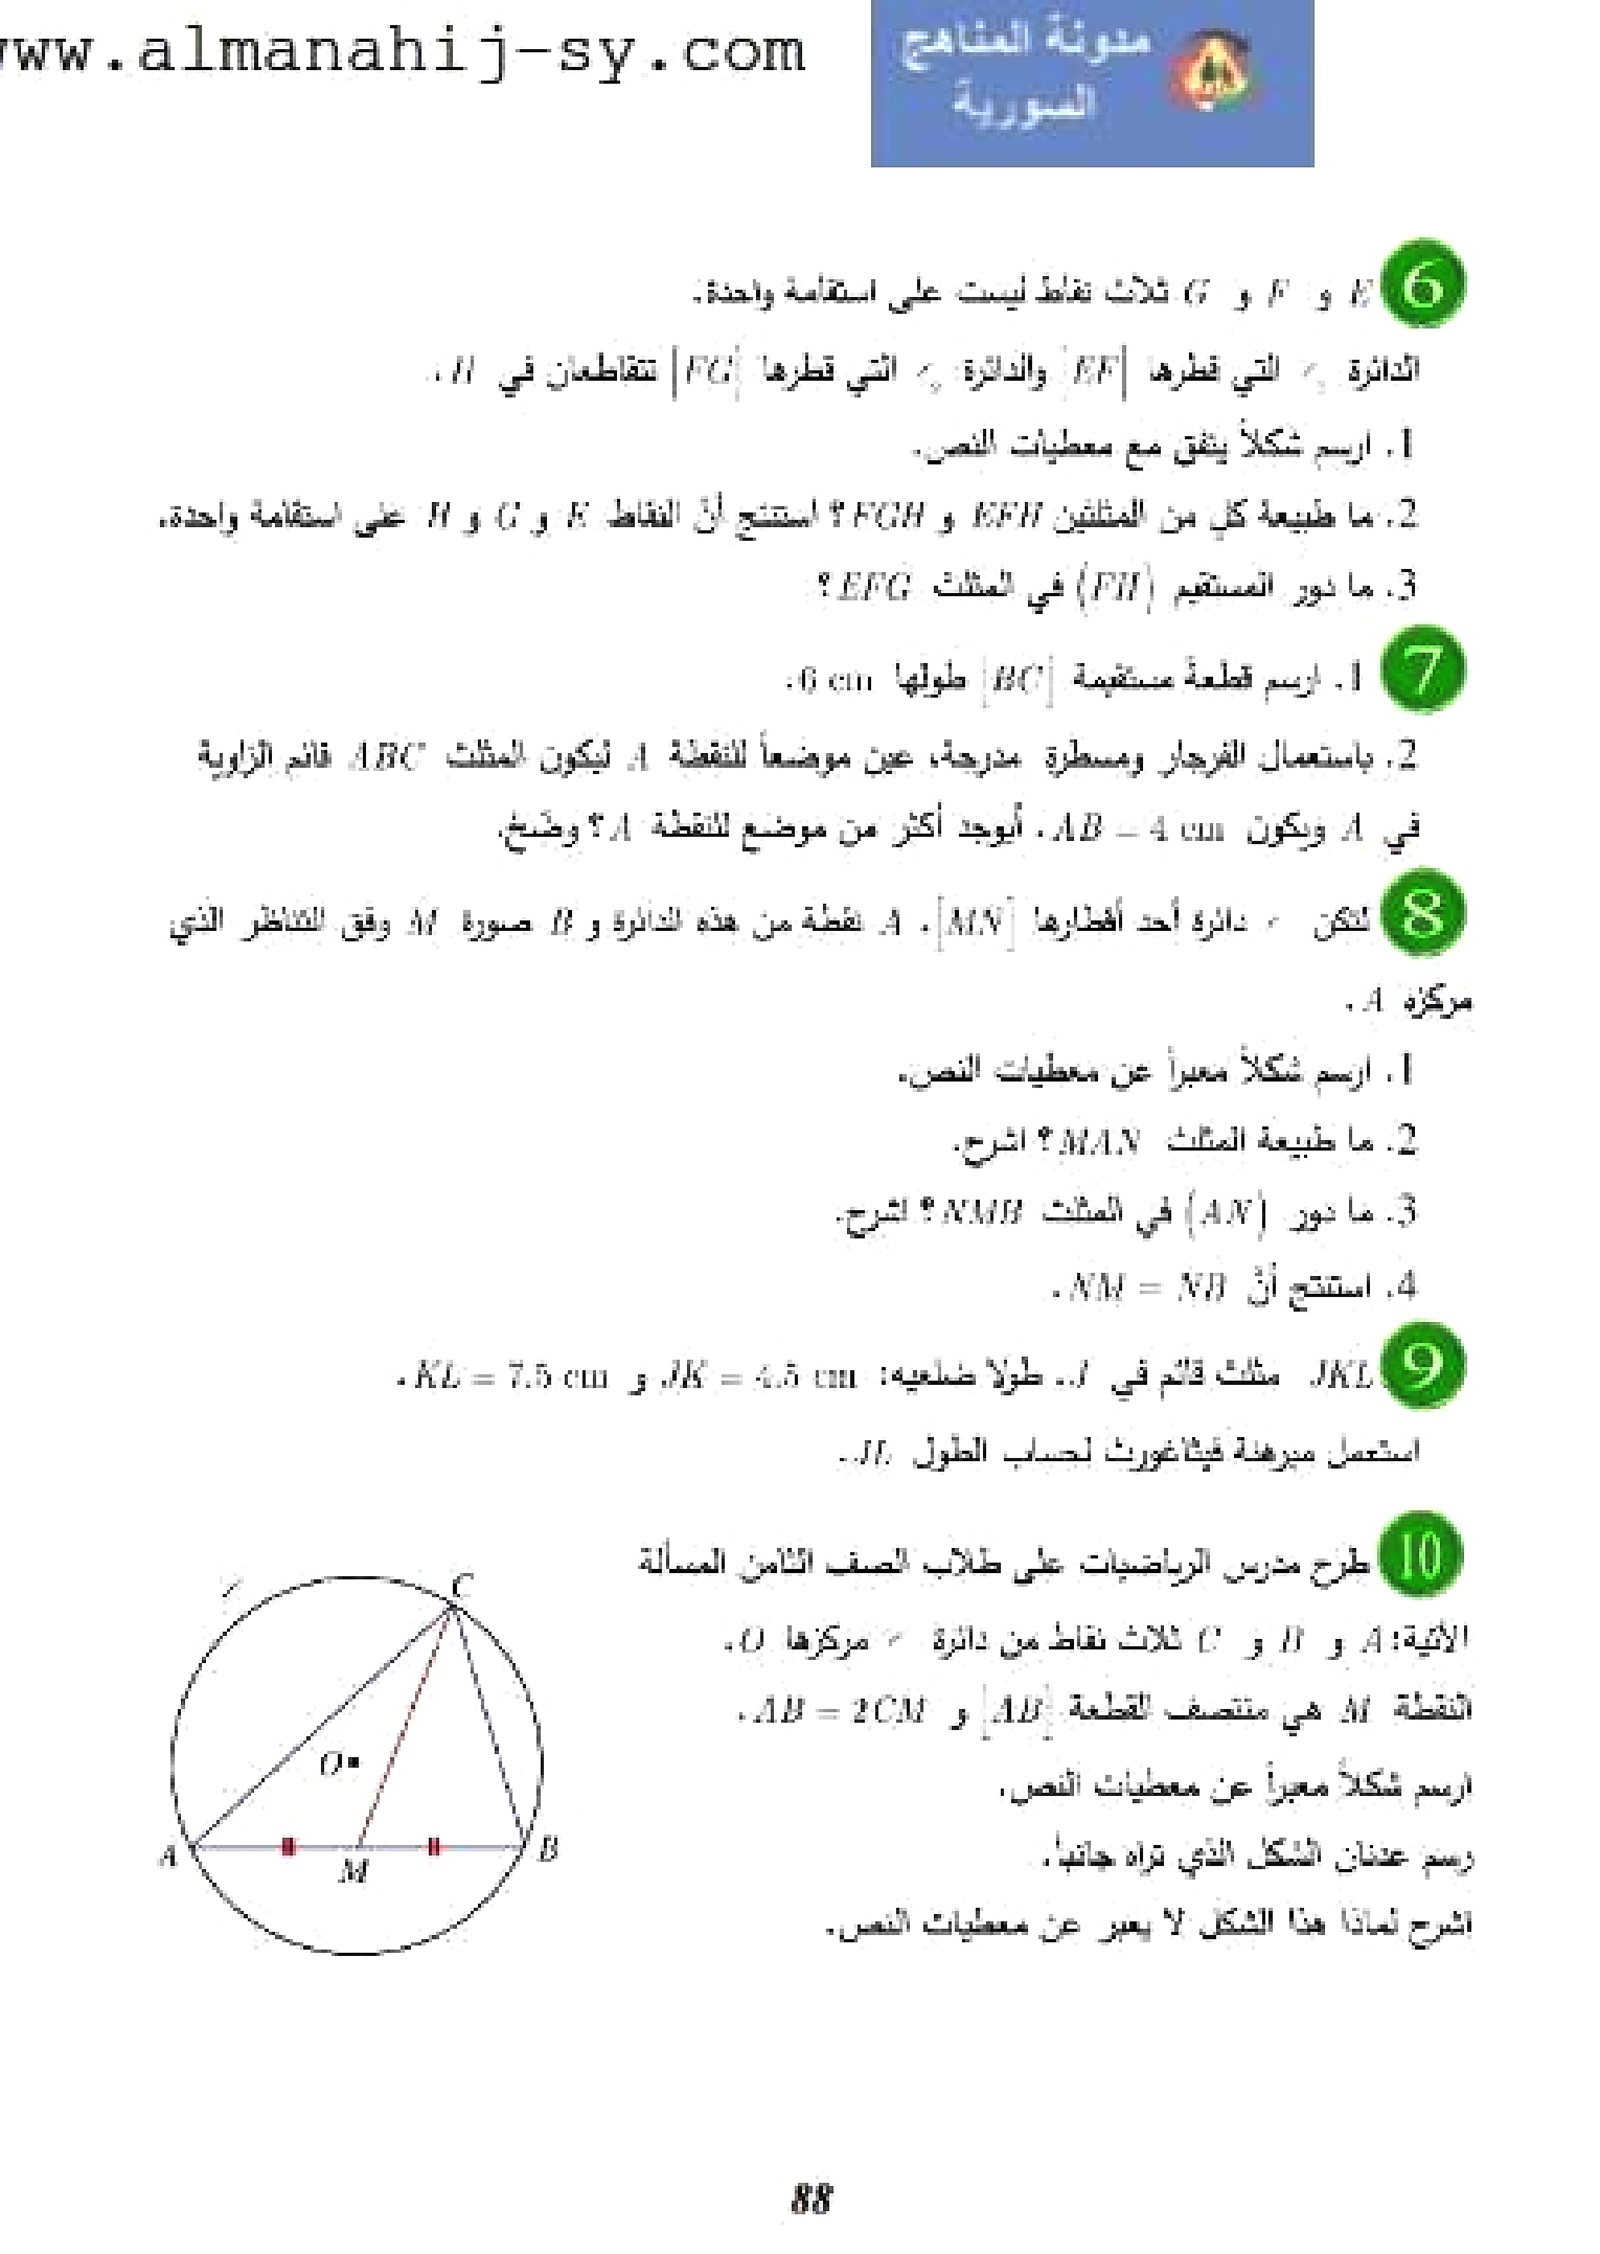 www.almanahij-sy.com
مدونة المناهج
السورية
6 E و F و G ثلاث نقاط ليست على استقامة واحدة.
الدائرة التي قطرها [EF] والدائرة التي قطرها [FG] تتقاطعان في H.
1. ارسم شكلاً يتفق مع معطيات النص.
2. ما طبيعة كل من المثلثين EFH و FGH؟ استنتج أنّ النقاط E و G و H على استقامة واحدة.
3. ما دور المستقيم (FH) في المثلث EFG؟
7 1. ارسم قطعة مستقيمة [BC] طولها 6 cm.
2. باستعمال الفرجار ومسطرة مدرجة، عين موضعاً للنقطة A ليكون المثلث ABC قائم الزاوية
في A ويكون AB = 4 cm. أيوجد أكثر من موضع للنقطة A؟ وضّح.
8 لتكن دائرة أحد أقطارها [MN]. A نقطة من هذه الدائرة و B صورة M وفق التناظر الذي
مركزه A.
1. ارسم شكلاً معبراً عن معطيات النص.
2. ما طبيعة المثلث MAN؟ اشرح.
3. ما دور (AN) في المثلث NMB؟ اشرح.
4. استنتج أنّ NM = NB.
9 JKL مثلث قائم في J. طولا ضلعيه: JK = 4.5 cm و KL = 7.5 cm.
استعمل مبرهنة فيثاغورث لحساب الطول JL.
10 طرح مدرس الرياضيات على طلاب الصف الثامن المسألة
الآتية: A و B و C ثلاث نقاط من دائرة مركزها O.
النقطة M هي منتصف القطعة [AB] و AB = 2CM.
ارسم شكلاً معبراً عن معطيات النص.
رسم عدنان الشكل الذي تراه جانباً.
اشرح لماذا هذا الشكل لا يعبر عن معطيات النص.
C
O
A
M
B
88